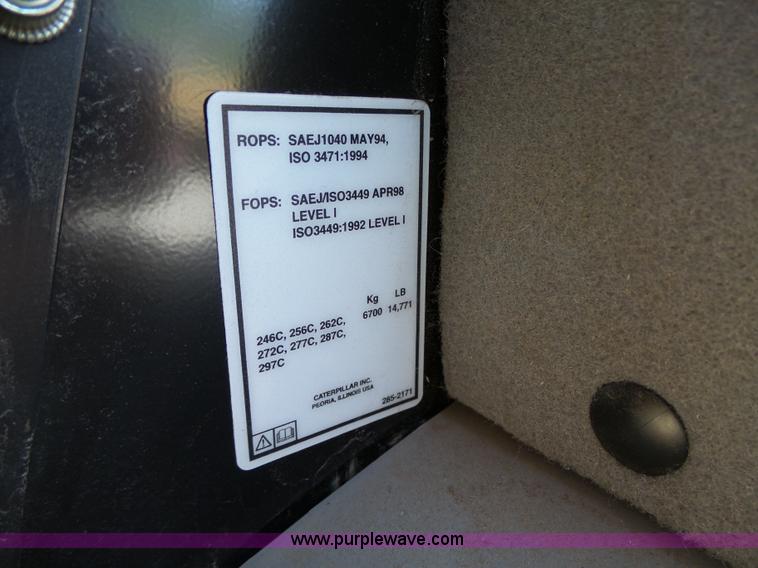 ROPS: SAEJ1040 MAY94,
ISO 3471:1994
FOPS: SAEJ/ISO3449 APR98
LEVEL I
ISO3449:1992 LEVEL I
Kg LB
6700 14,771
246C, 256C, 262C,
272C, 277C, 287C,
297C
CATERPILLAR INC.
PEORIA, ILLINOIS USA
285-2171
www.purplewave.com